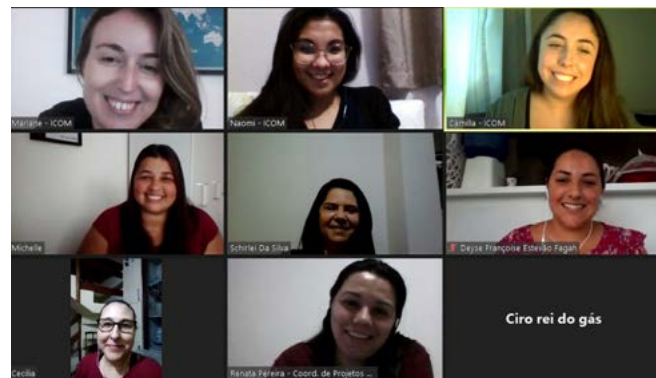 Mariane - ICOM
Naomi - ICOM
Camilla - ICOM
Michelle
Schirlei Da Silva
Deyse Françoise Estevão Fagah
Cecilia
Renata Pereira - Coord. de Projetos ...
Ciro rei do gás